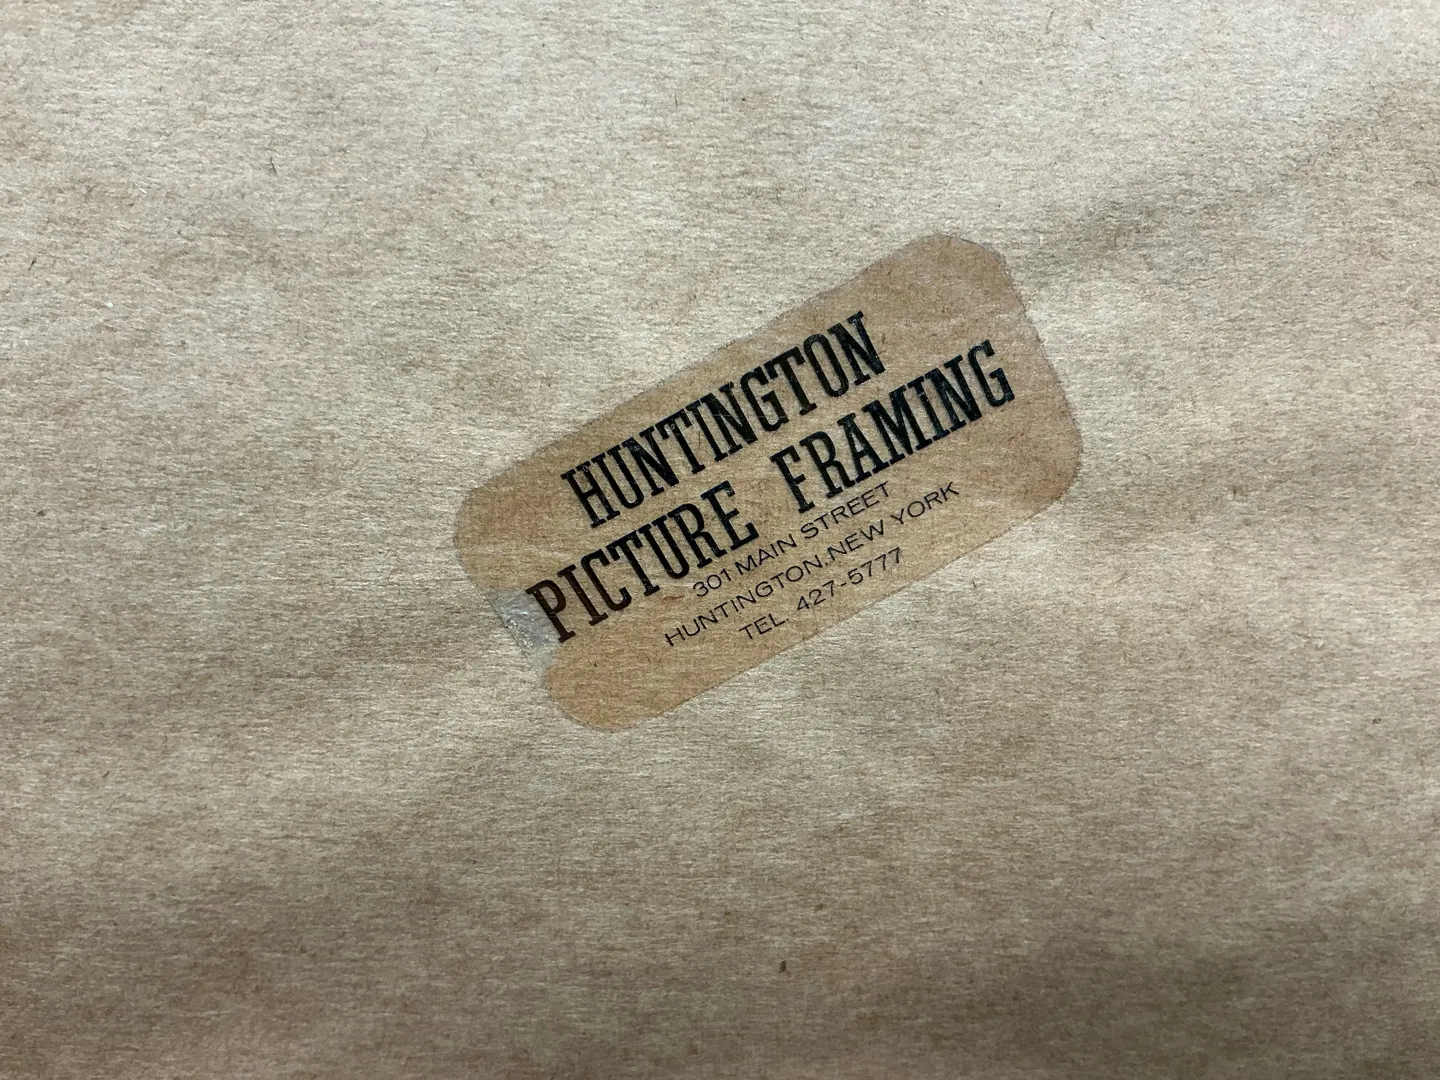 HUNTINGTON
PICTURE FRAMING
301 MAIN STREET
HUNTINGTON.NEW YORK
TEL. 427-5777